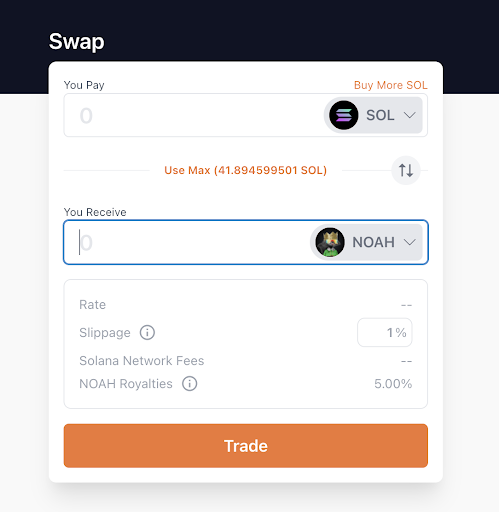 Swap
You Pay Buy More SOL
0 SOL
Use Max (41.894599501 SOL)
You Receive
0 NOAH
Rate --
Slippage 1%
Solana Network Fees --
NOAH Royalties 5.00%
Trade